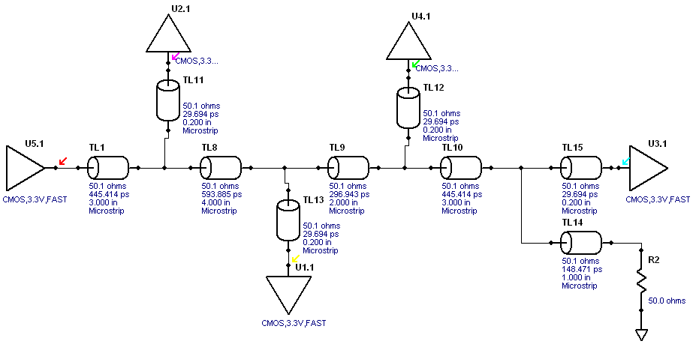 U2.1
CMOS,3.3...
TL11
50.1 ohms
29.694 ps
0.200 in
Microstrip
U4.1
CMOS,3.3...
TL12
50.1 ohms
29.694 ps
0.200 in
Microstrip
U5.1
CMOS,3.3V,FAST
TL1
50.1 ohms
445.414 ps
3.000 in
Microstrip
TL8
50.1 ohms
593.885 ps
4.000 in
Microstrip
TL9
50.1 ohms
296.943 ps
2.000 in
Microstrip
TL10
50.1 ohms
445.414 ps
3.000 in
Microstrip
TL15
50.1 ohms
29.694 ps
0.200 in
Microstrip
U3.1
CMOS,3.3V,FAST
TL13
50.1 ohms
29.694 ps
0.200 in
Microstrip
U1.1
CMOS,3.3V,FAST
TL14
50.1 ohms
148.471 ps
1.000 in
Microstrip
R2
50.0 ohms